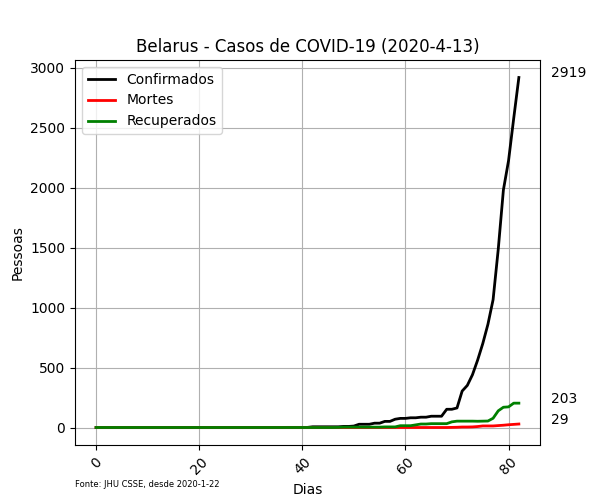 Belarus - Casos de COVID-19 (2020-4-13)
Confirmados
Mortes
Recuperados
3000
2500
2000
1500
1000
500
0
Pessoas
2919
203
29
0
20
40
60
80
Dias
Fonte: JHU CSSE, desde 2020-1-22